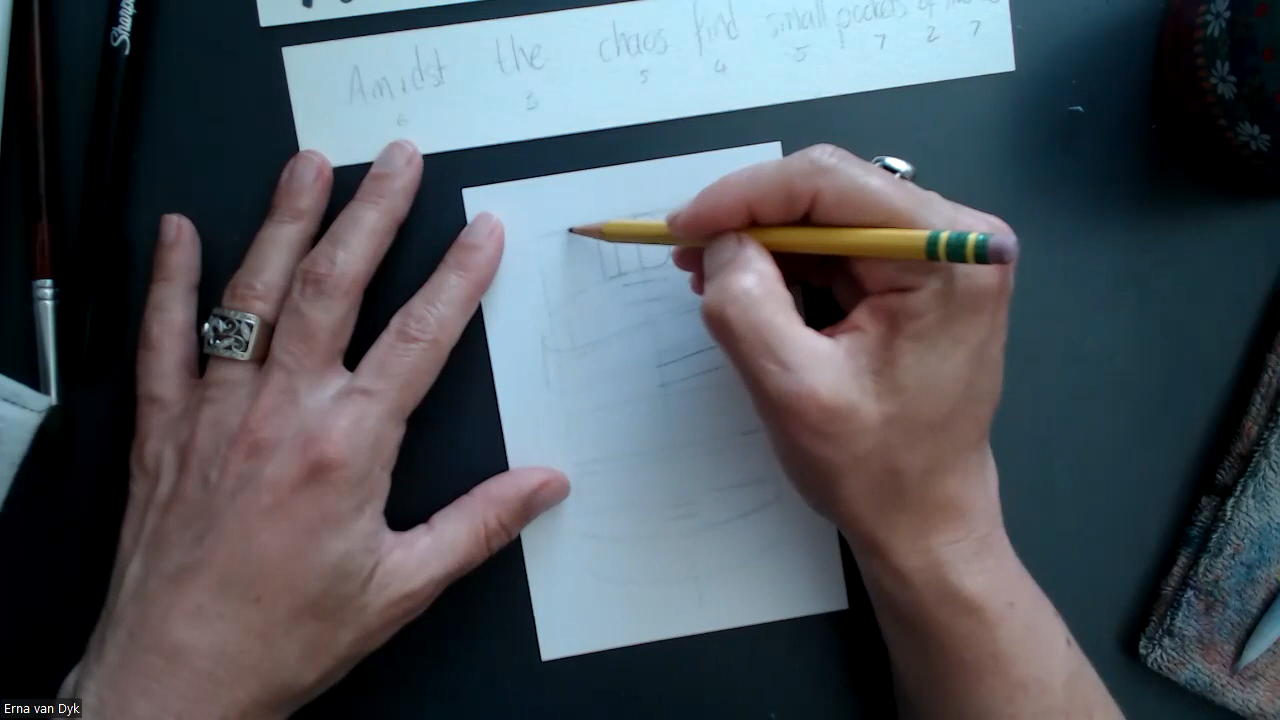 Sharpie
Amidst the chaos find small pockets of
6 3 5 4 5 7 2 7
Erna van Dyk